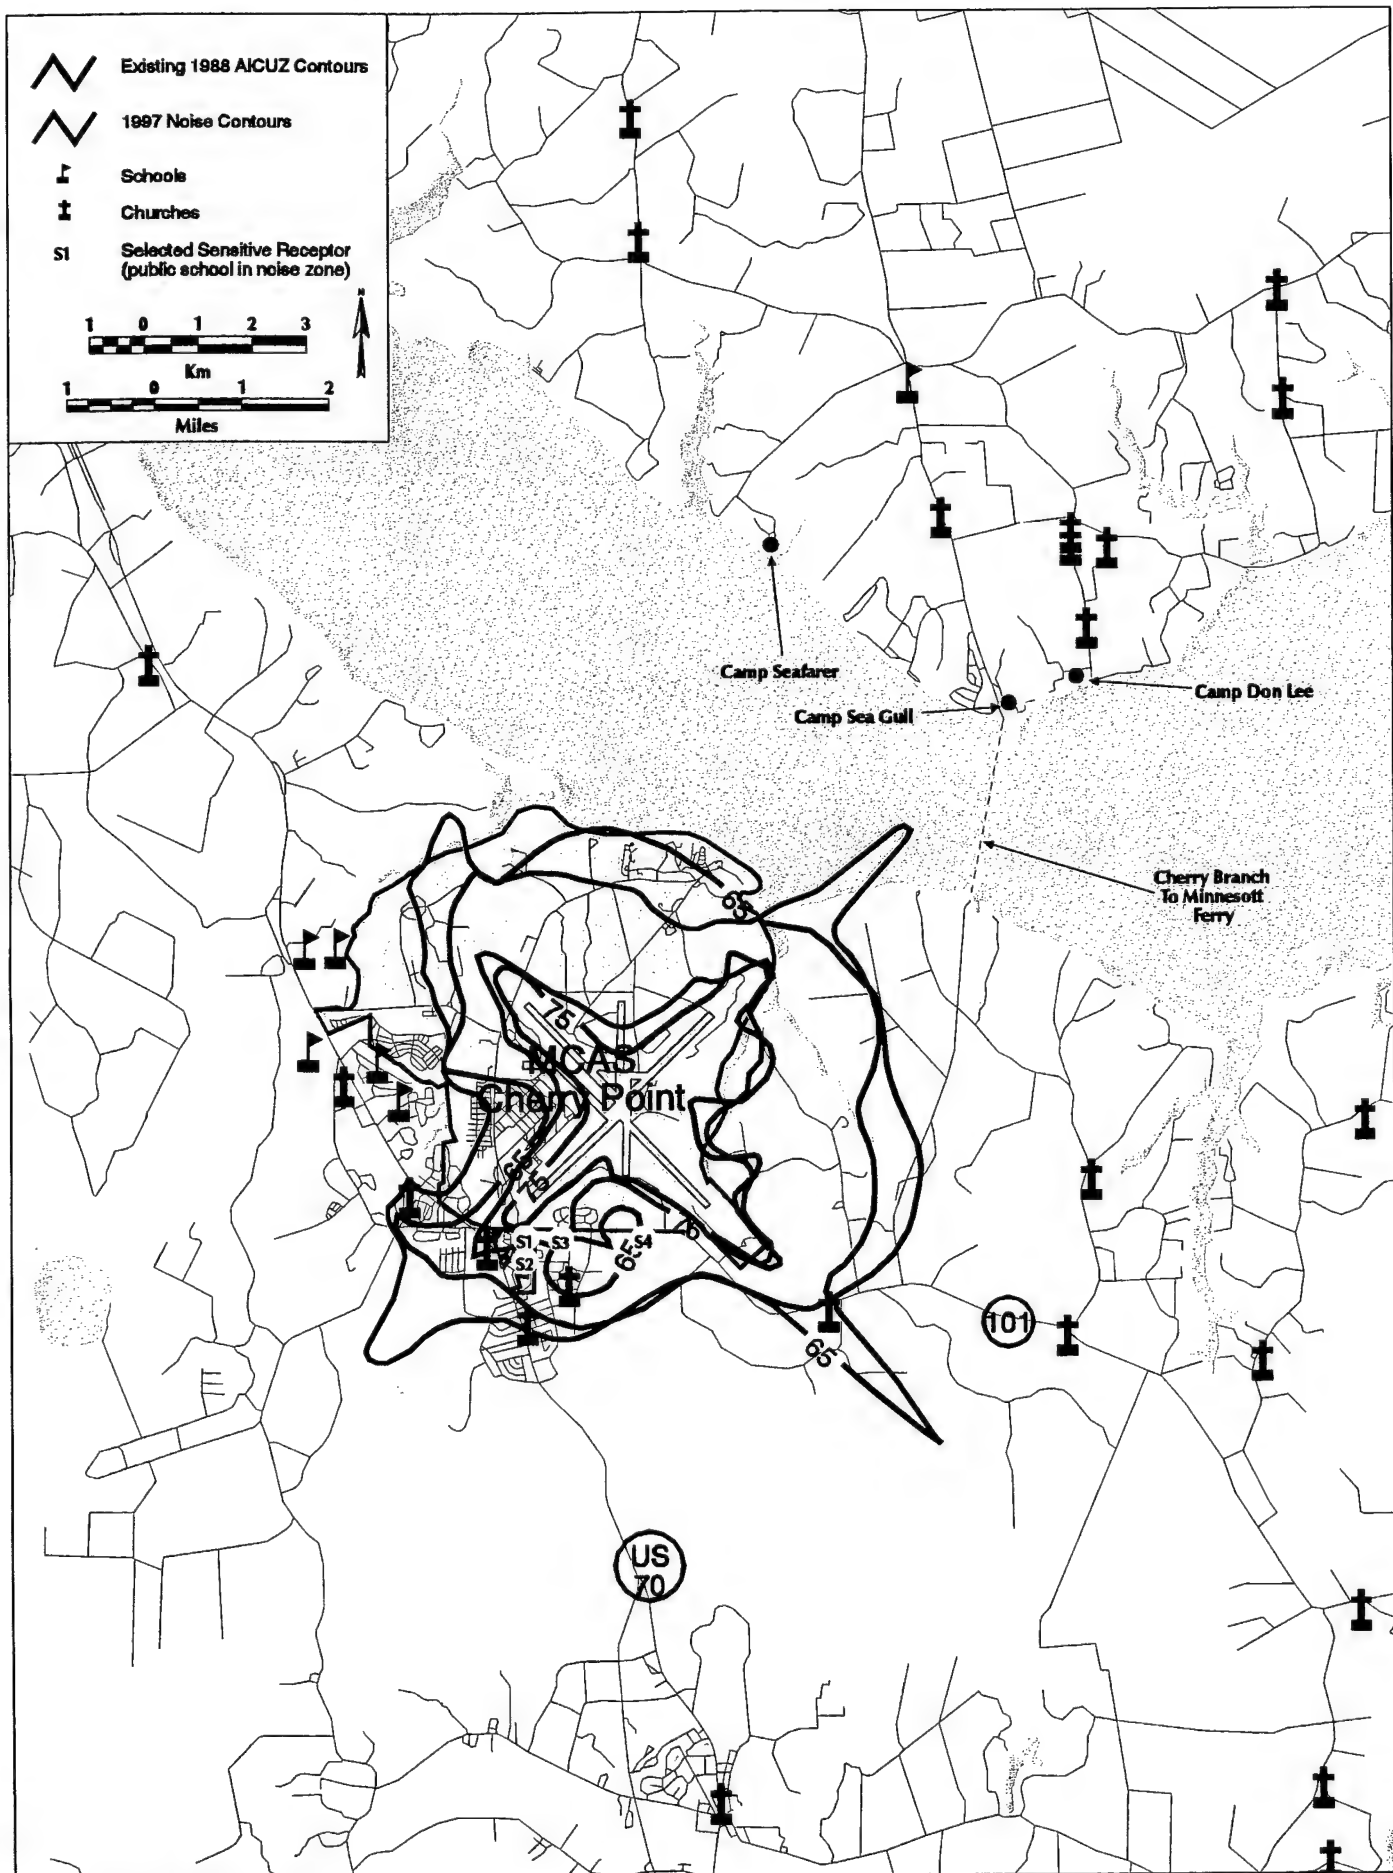 Existing 1988 AICUZ Contours
1997 Noise Contours
Schools
Churches
S1
Selected Sensitive Receptor
(public school in noise zone)
N
1 0 1 2 3
Km
1 0 1 2
Miles
Camp Seafarer
Camp Sea Gull
Camp Don Lee
Cherry Branch
To Minnesott
Ferry
65
75
MCAS
Cherry Point
65
75
S1
S3
S4
S2
65
65
101
US
70